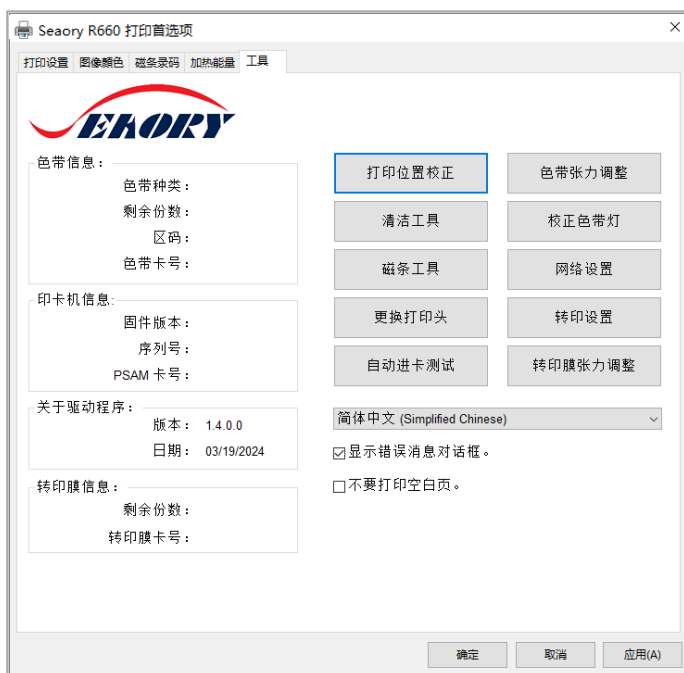 Seaory R660 打印首选项
打印设置 图像顏色 磁条录码 加热能量 工具
SEAORY
色带信息：
色带种类：
剩余份数：
区码：
色带卡号：
印卡机信息:
固件版本：
序列号：
PSAM 卡号：
关于驱动程序：
版本： 1.4.0.0
日期： 03/19/2024
转印膜信息：
剩余份数：
转印膜卡号：
打印位置校正 色带张力调整
清洁工具 校正色带灯
磁条工具 网络设置
更换打印头 转印设置
自动进卡测试 转印膜张力调整
简体中文 (Simplified Chinese)
显示错误消息对话框。
不要打印空白页。
确定 取消 应用(A)